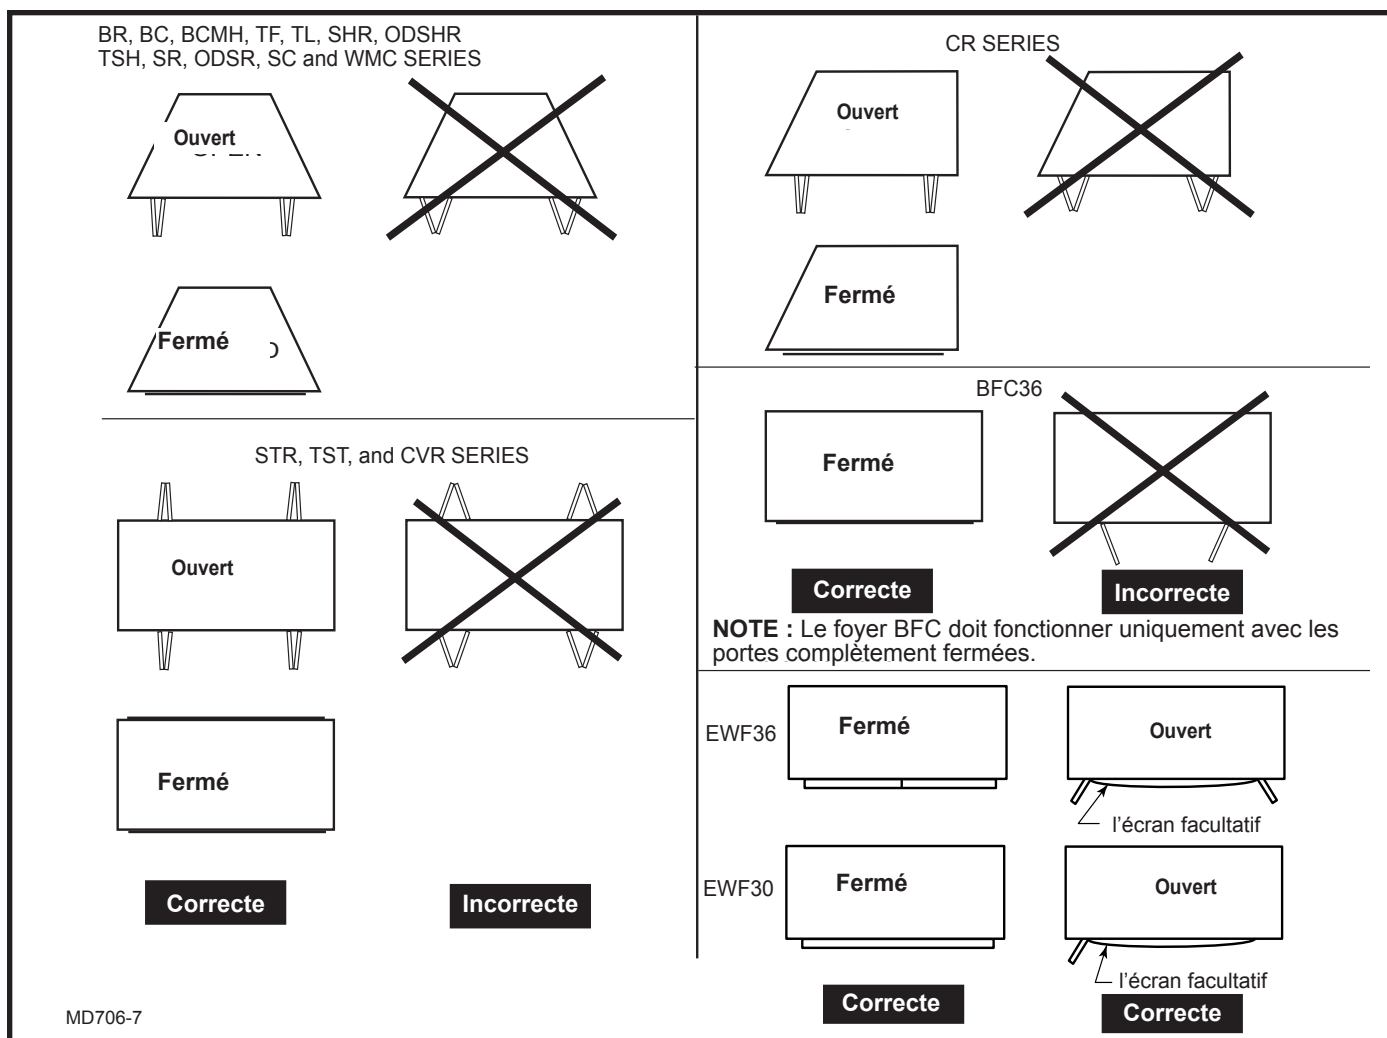 BR, BC, BCMH, TF, TL, SHR, ODSHR
TSH, SR, ODSR, SC and WMC SERIES
Ouvert
Fermé
STR, TST, and CVR SERIES
Ouvert
Fermé
Correcte
Incorrecte
MD706-7
CR SERIES
Ouvert
Fermé
BFC36
Fermé
Correcte
Incorrecte
NOTE : Le foyer BFC doit fonctionner uniquement avec les
portes complètement fermées.
EWF36
Fermé
Ouvert
l'écran facultatif
EWF30
Fermé
Ouvert
l'écran facultatif
Correcte
Correcte